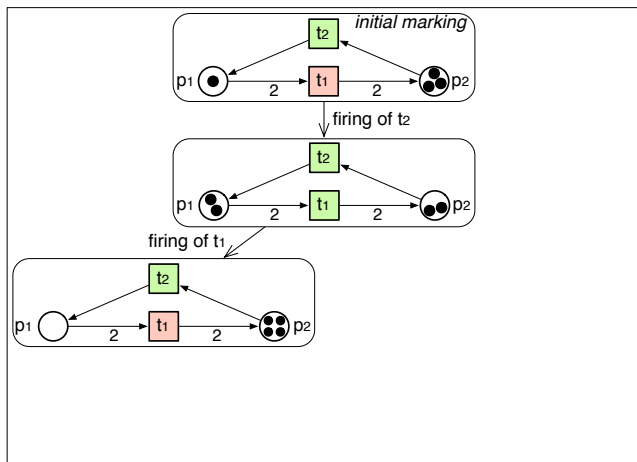 initial marking
t2
p1 t1 p2
2 2
firing of t2
t2
p1 t1 p2
2 2
firing of t1
t2
p1 t1 p2
2 2